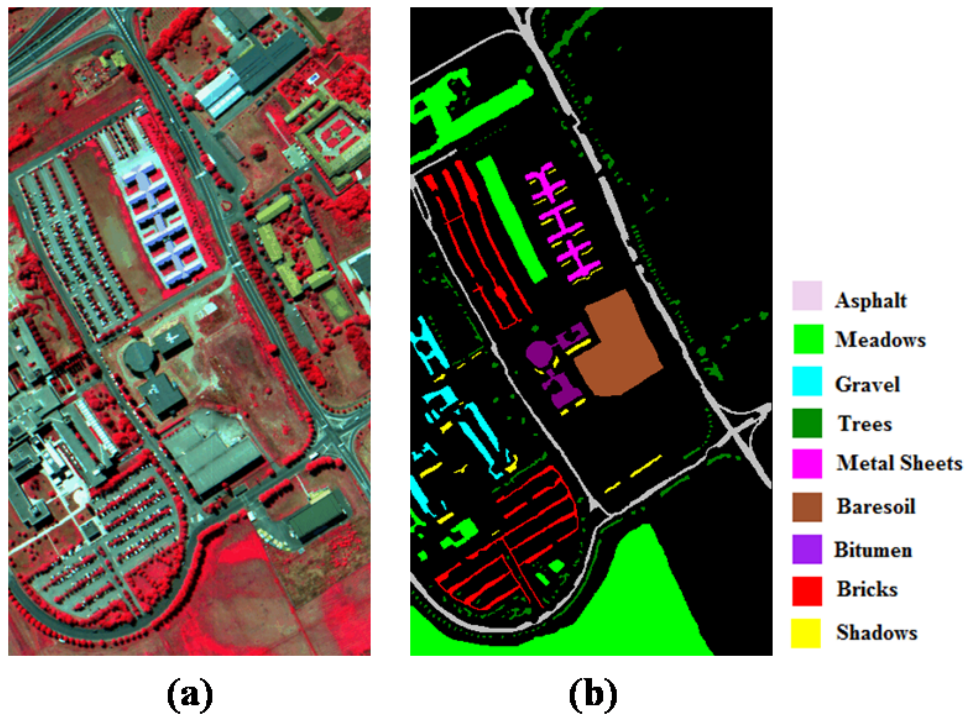 Asphalt
Meadows
Gravel
Trees
Metal Sheets
Baresoil
Bitumen
Bricks
Shadows
(a)
(b)